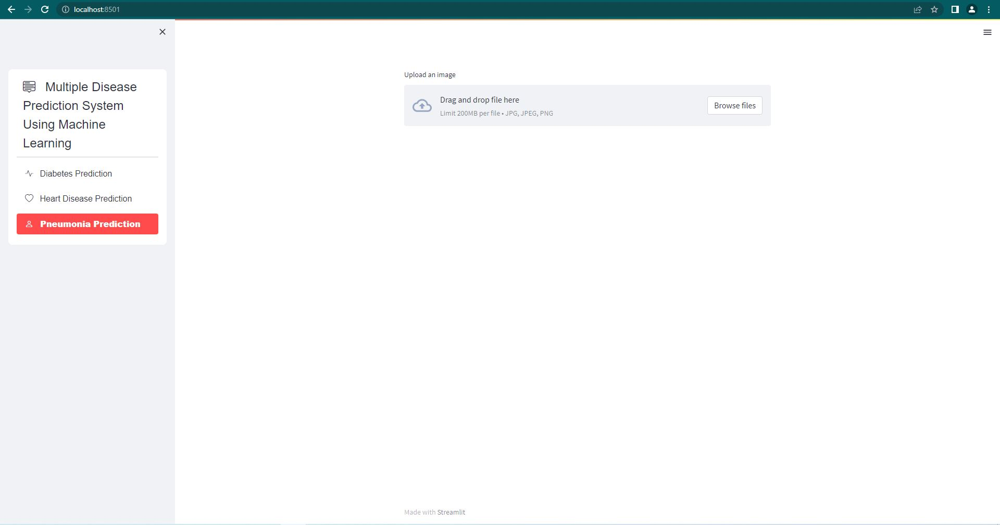 localhost:8501
Multiple Disease
Prediction System
Using Machine
Learning
Diabetes Prediction
Heart Disease Prediction
Pneumonia Prediction
Upload an image
Drag and drop file here
Limit 200MB per file • JPG, JPEG, PNG
Browse files
Made with Streamlit